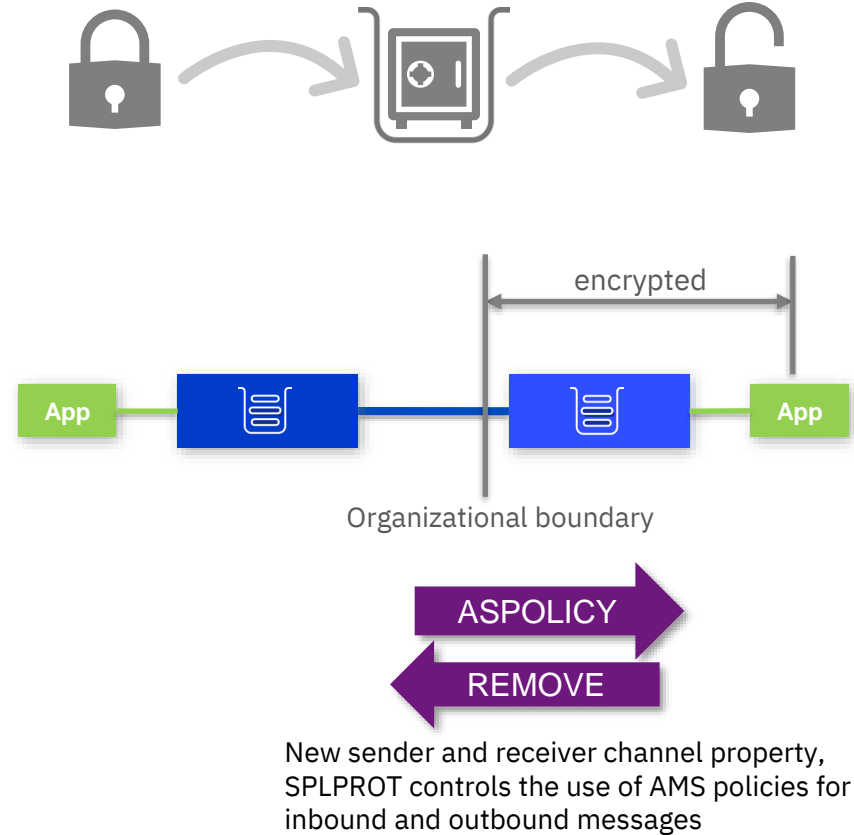 encrypted
App
App
Organizational boundary
ASPOLICY
REMOVE
New sender and receiver channel property,
SPLPROT controls the use of AMS policies for
inbound and outbound messages